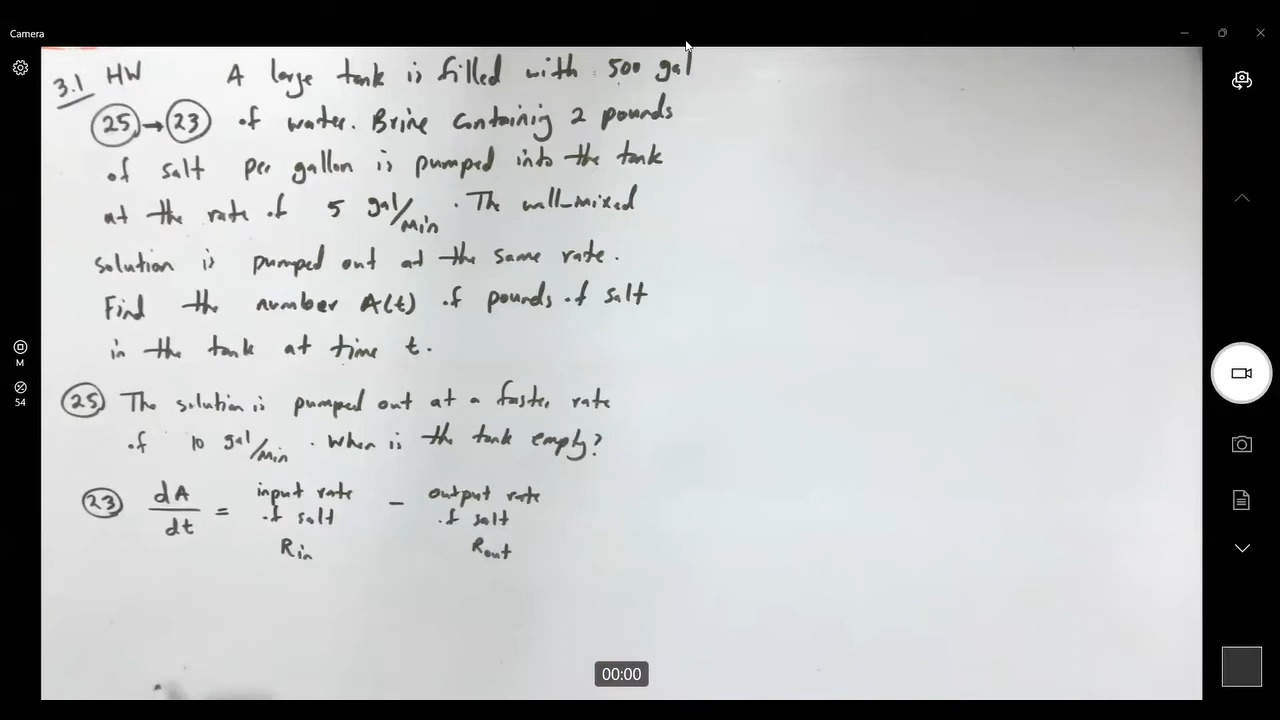 Camera
3.1 HW A large tank is filled with 500 gal
25 → 23 of water. Brine containing 2 pounds
of salt per gallon is pumped into the tank
at the rate of 5 gal/min. The well-mixed
solution is pumped out at the same rate.
Find the number A(t) of pounds of salt
in the tank at time t.
25 The solution is pumped out at a faster rate
of 10 gal/min. When is the tank empty?
23 dA/dt = input rate of salt R_in - output rate of salt R_out
M
54
00:00